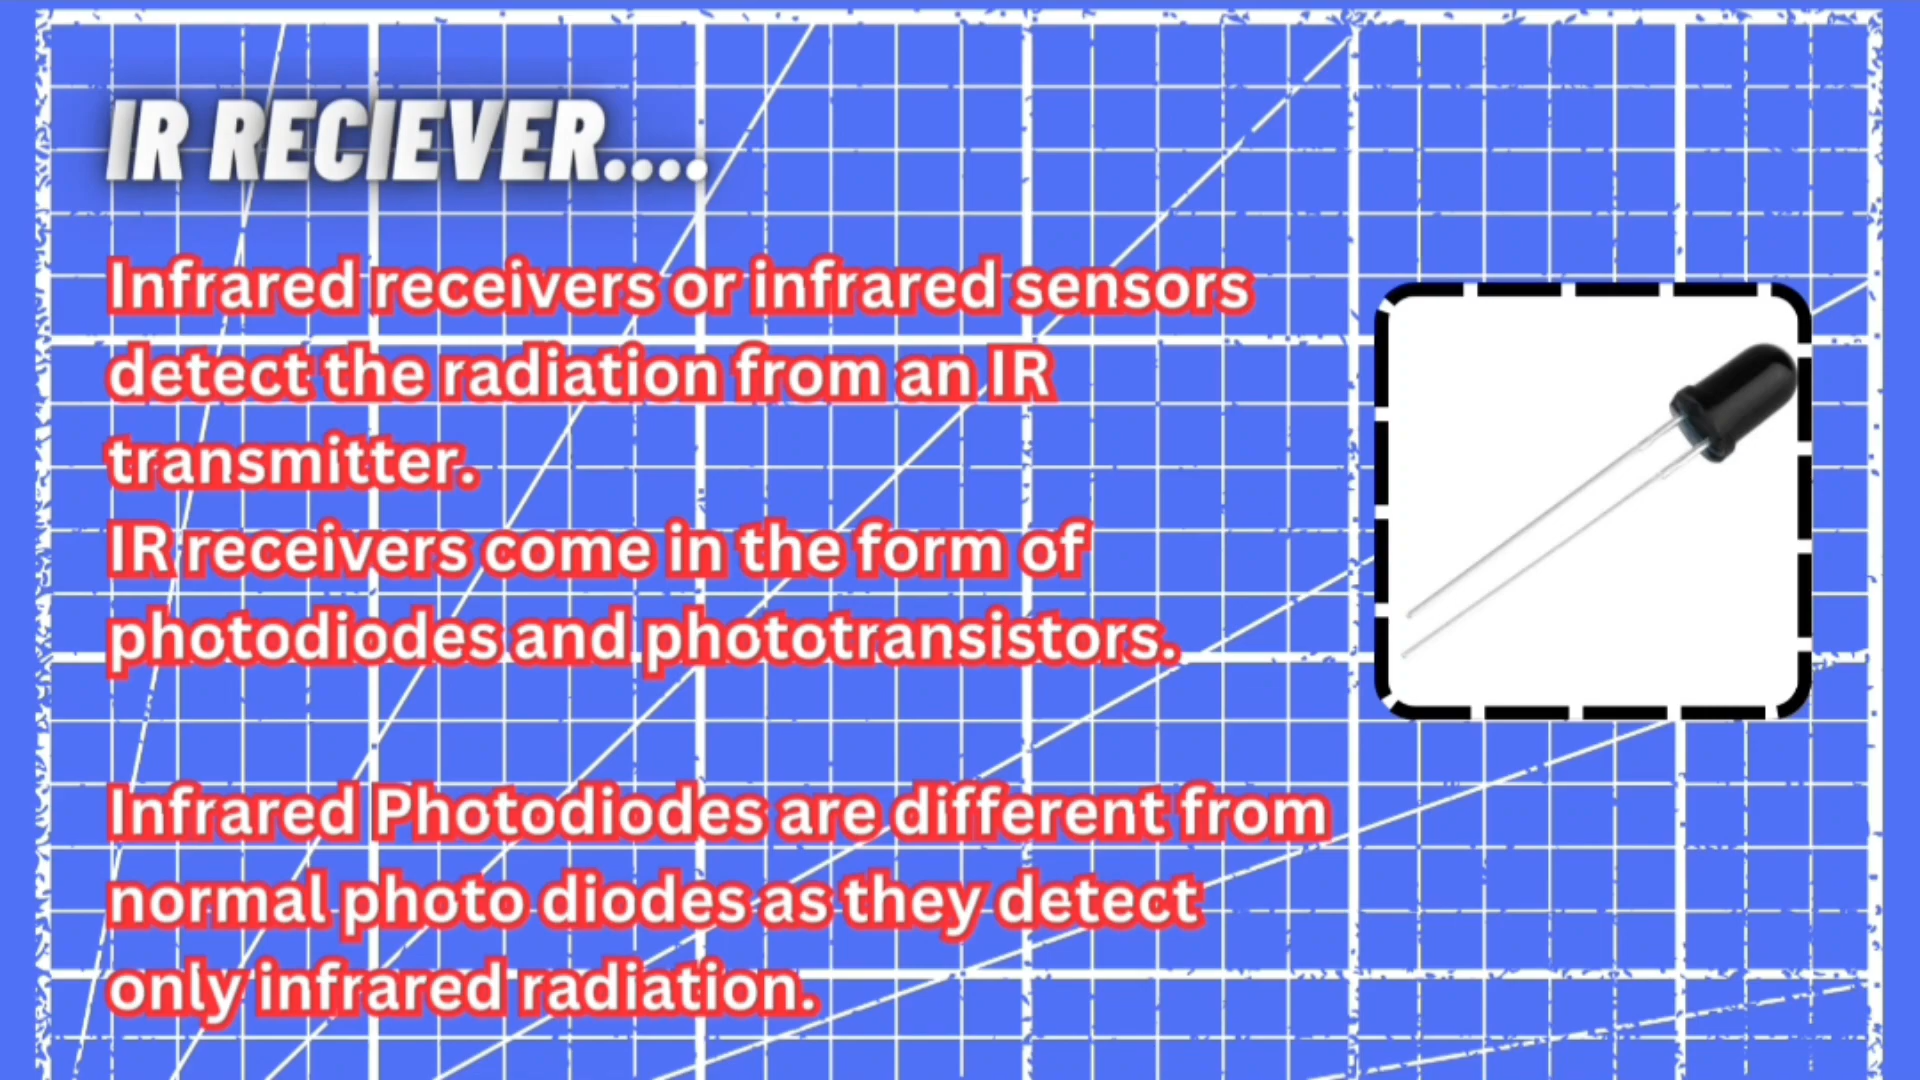 IR RECIEVER....
Infrared receivers or infrared sensors
detect the radiation from an IR
transmitter.
IR receivers come in the form of
photodiodes and phototransistors.
Infrared Photodiodes are different from
normal photo diodes as they detect
only infrared radiation.